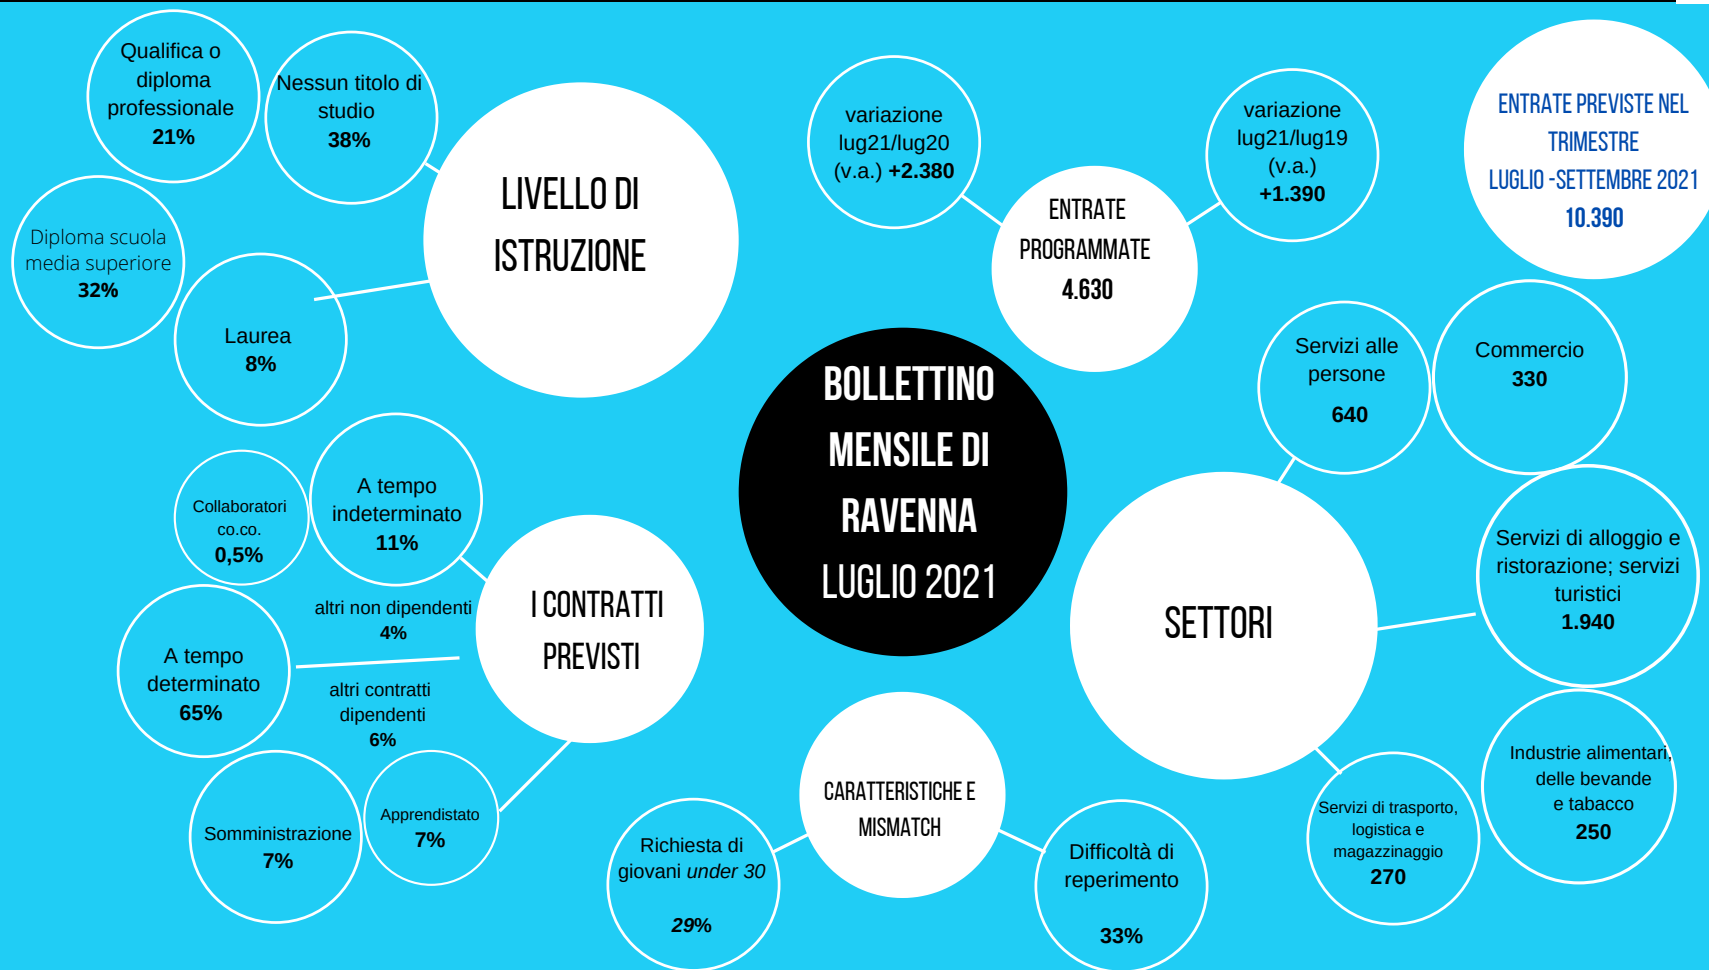 Qualifica o
diploma
professionale
21%
Nessun titolo di
studio
38%
Diploma scuola
media superiore
32%
Laurea
8%
LIVELLO DI
ISTRUZIONE
variazione
lug21/lug20
(v.a.) +2.380
variazione
lug21/lug19
(v.a.)
+1.390
ENTRATE
PROGRAMMATE
4.630
ENTRATE PREVISTE NEL
TRIMESTRE
LUGLIO -SETTEMBRE 2021
10.390
BOLLETTINO
MENSILE DI
RAVENNA
LUGLIO 2021
Servizi alle
persone
640
Commercio
330
Servizi di alloggio e
ristorazione; servizi
turistici
1.940
SETTORI
Industrie alimentari,
delle bevande
e tabacco
250
Servizi di trasporto,
logistica e
magazzinaggio
270
Collaboratori
co.co.
0,5%
A tempo
indeterminato
11%
altri non dipendenti
4%
A tempo
determinato
65%
altri contratti
dipendenti
6%
Somministrazione
7%
Apprendistato
7%
I CONTRATTI
PREVISTI
CARATTERISTICHE E
MISMATCH
Richiesta di
giovani under 30
29%
Difficoltà di
reperimento
33%